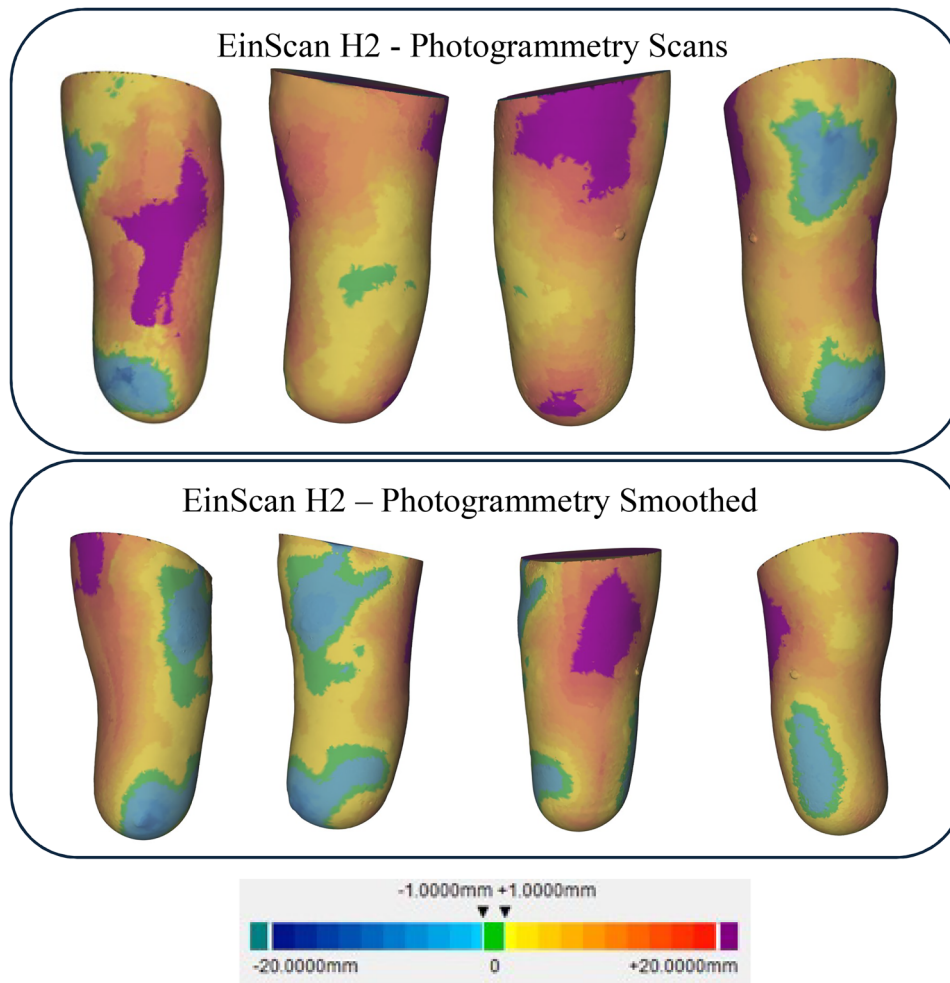 EinScan H2 - Photogrammetry Scans
EinScan H2 – Photogrammetry Smoothed
-1.0000mm +1.0000mm
-20.0000mm 0 +20.0000mm